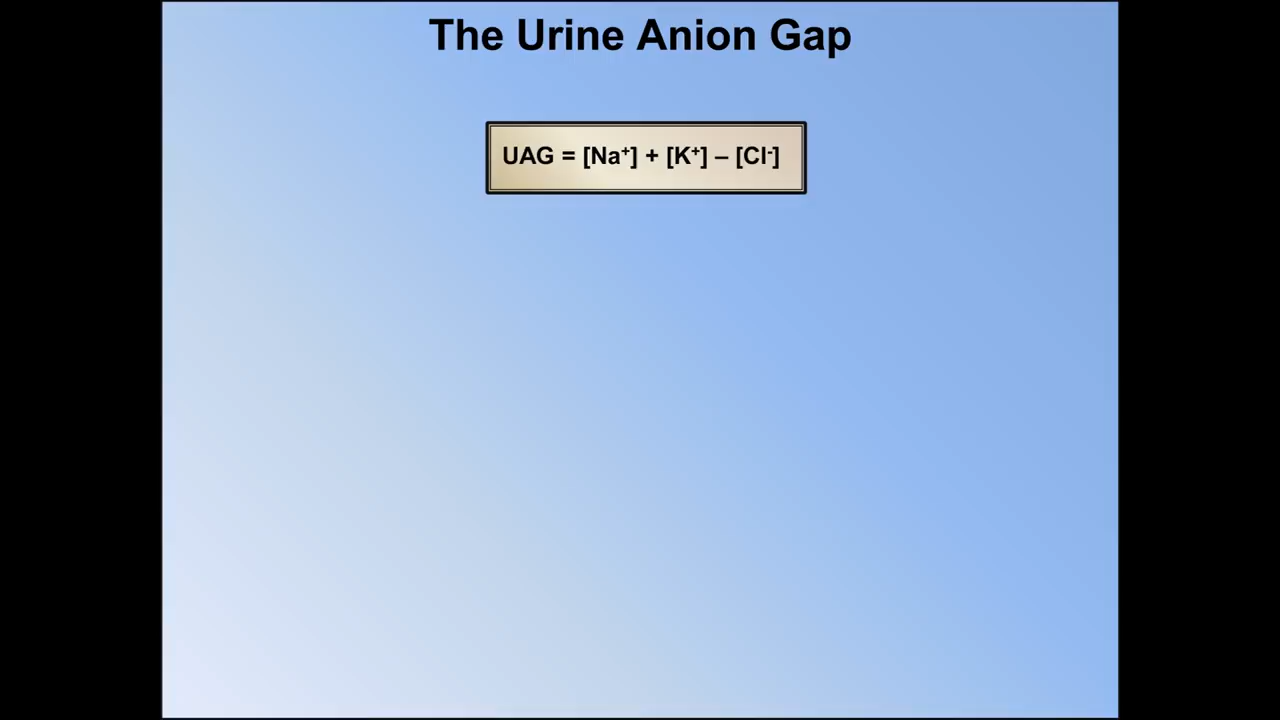 The Urine Anion Gap
UAG = [Na⁺] + [K⁺] – [Cl⁻]